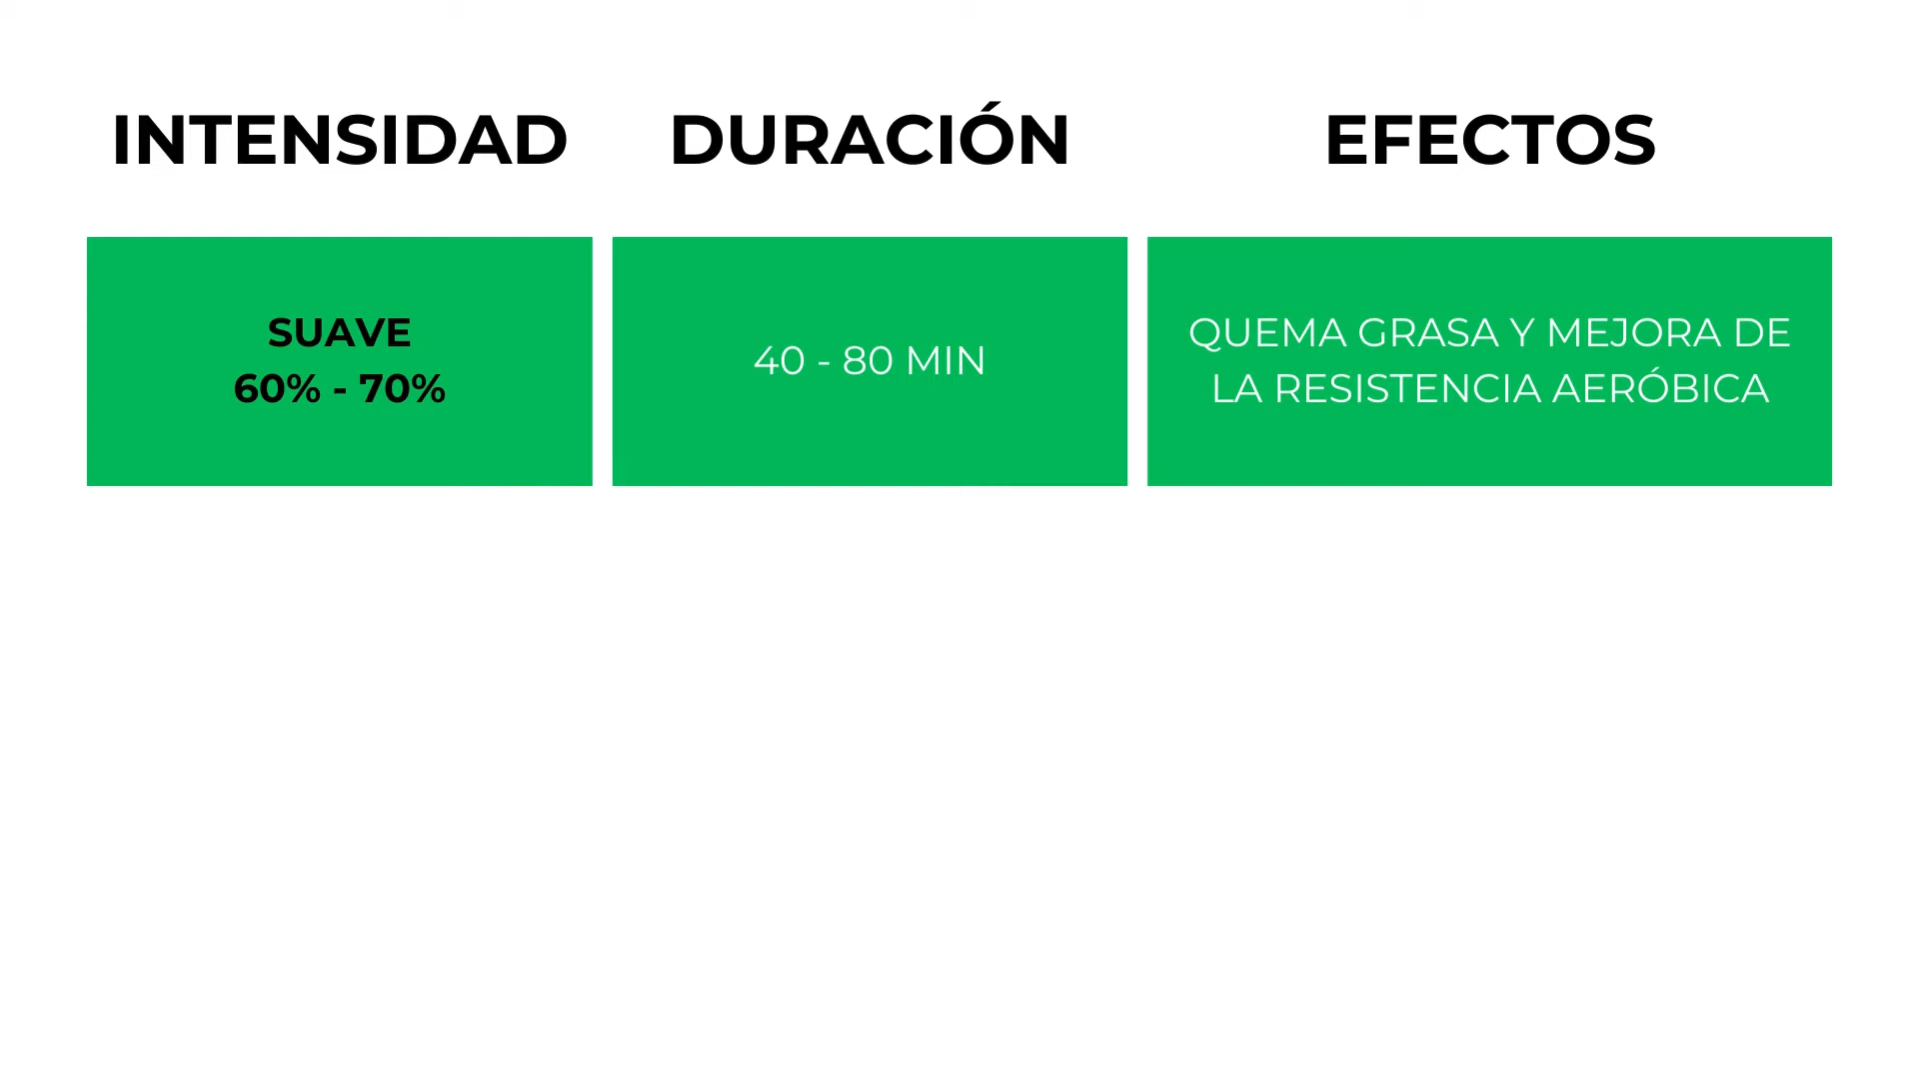 INTENSIDAD
DURACIÓN
EFECTOS
SUAVE
60% - 70%
40 - 80 MIN
QUEMA GRASA Y MEJORA DE
LA RESISTENCIA AERÓBICA